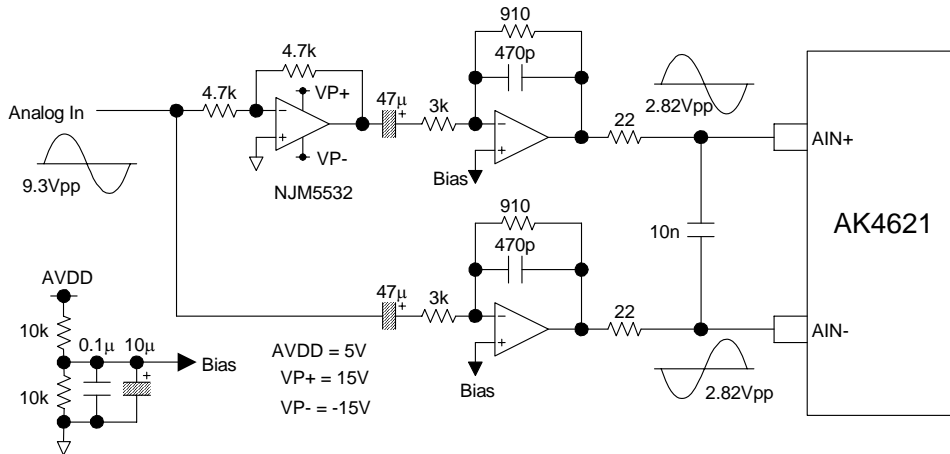 910
4.7k
470p
VP+
4.7k
47µ
+
3k
2.82Vpp
Analog In
22
AIN+
VP-
Bias
9.3Vpp
NJM5532
910
10n
AK4621
470p
AVDD
47µ
+
3k
22
AIN-
10k
0.1µ
10µ
+
Bias
AVDD = 5V
Bias
10k
VP+ = 15V
2.82Vpp
VP- = -15V